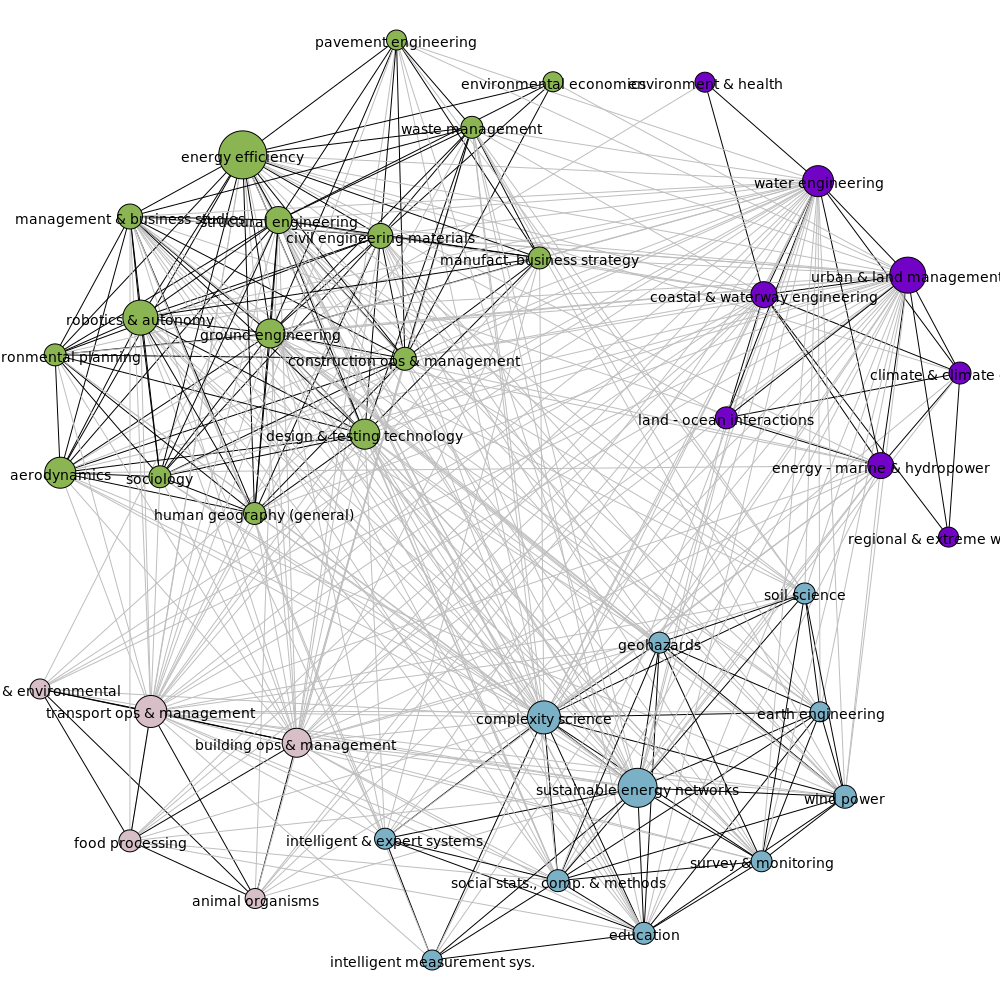 pavement engineering
environmental economics
environment & health
waste management
energy efficiency
water engineering
management & business studies
structural engineering
civil engineering materials
manufact. business strategy
urban & land management
coastal & waterway engineering
robotics & autonomy
ground engineering
ronmental planning
construction ops & management
climate & climate
land - ocean interactions
design & testing technology
energy - marine & hydropower
aerodynamics
sociology
human geography (general)
regional & extreme w
soil science
geohazards
& environmental
transport ops & management
complexity science
earth engineering
building ops & management
sustainable energy networks
wind power
food processing
intelligent & expert systems
survey & monitoring
social stats., comp. & methods
animal organisms
education
intelligent measurement sys.